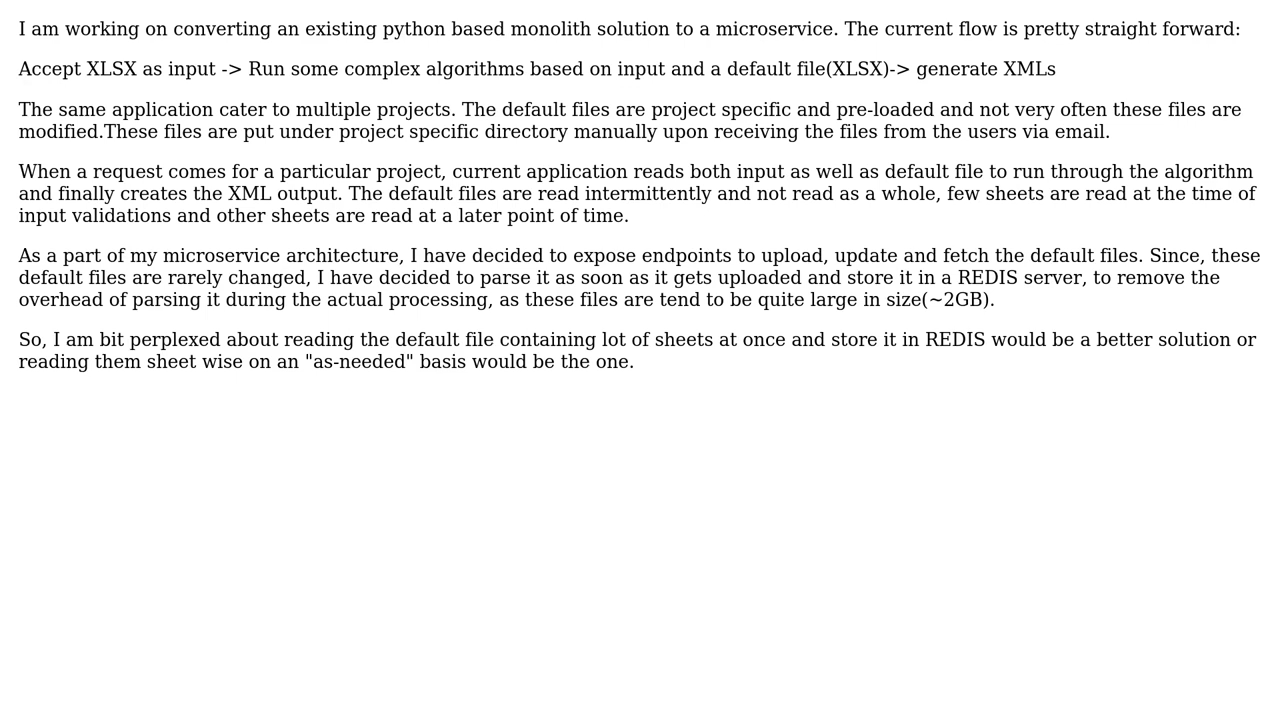 I am working on converting an existing python based monolith solution to a microservice. The current flow is pretty straight forward:
Accept XLSX as input -> Run some complex algorithms based on input and a default file(XLSX)-> generate XMLs
The same application cater to multiple projects. The default files are project specific and pre-loaded and not very often these files are
modified.These files are put under project specific directory manually upon receiving the files from the users via email.
When a request comes for a particular project, current application reads both input as well as default file to run through the algorithm
and finally creates the XML output. The default files are read intermittently and not read as a whole, few sheets are read at the time of
input validations and other sheets are read at a later point of time.
As a part of my microservice architecture, I have decided to expose endpoints to upload, update and fetch the default files. Since, these
default files are rarely changed, I have decided to parse it as soon as it gets uploaded and store it in a REDIS server, to remove the
overhead of parsing it during the actual processing, as these files are tend to be quite large in size(~2GB).
So, I am bit perplexed about reading the default file containing lot of sheets at once and store it in REDIS would be a better solution or
reading them sheet wise on an "as-needed" basis would be the one.